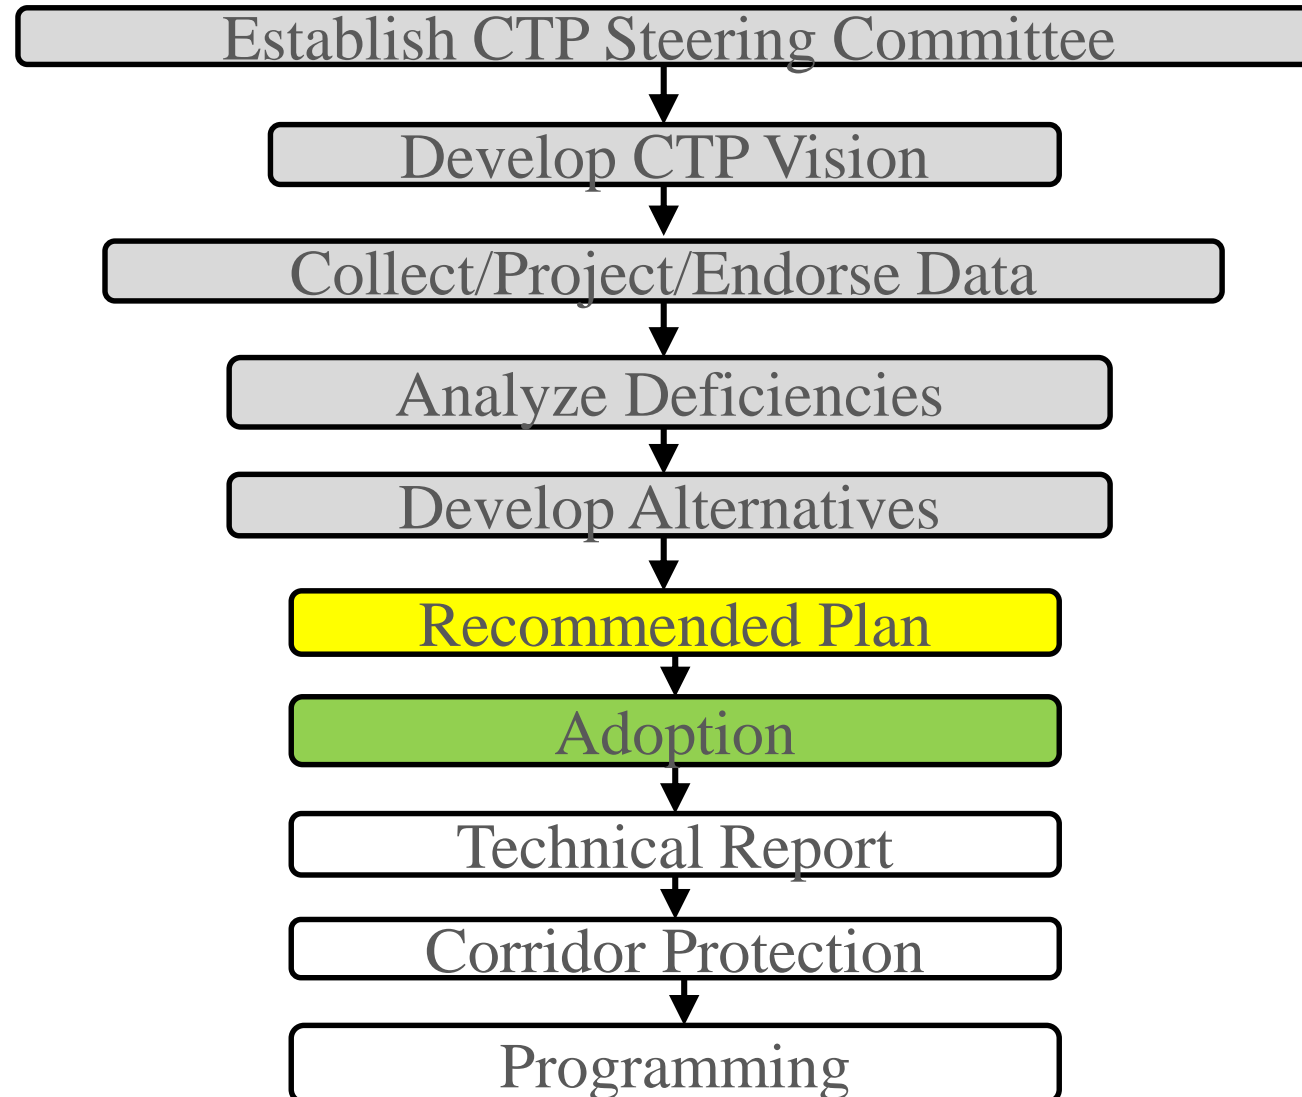 Establish CTP Steering Committee
Develop CTP Vision
Collect/Project/Endorse Data
Analyze Deficiencies
Develop Alternatives
Recommended Plan
Adoption
Technical Report
Corridor Protection
Programming